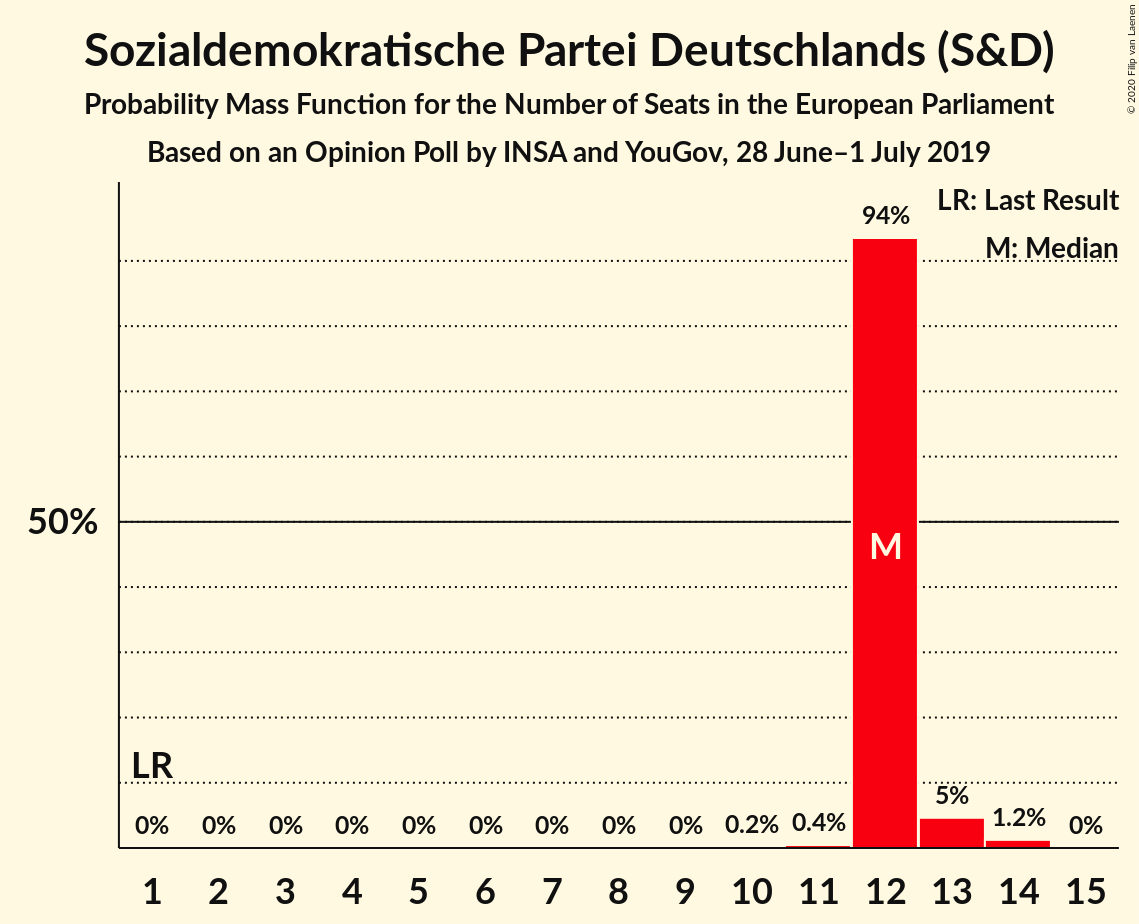 Sozialdemokratische Partei Deutschlands (S&D)
Probability Mass Function for the Number of Seats in the European Parliament
Based on an Opinion Poll by INSA and YouGov, 28 June–1 July 2019
© 2020 Filip van Laenen
LR: Last Result
M: Median
94%
50%
M
LR
0% 0% 0% 0% 0% 0% 0% 0% 0% 0.2% 0.4% 5% 1.2% 0%
1 2 3 4 5 6 7 8 9 10 11 12 13 14 15